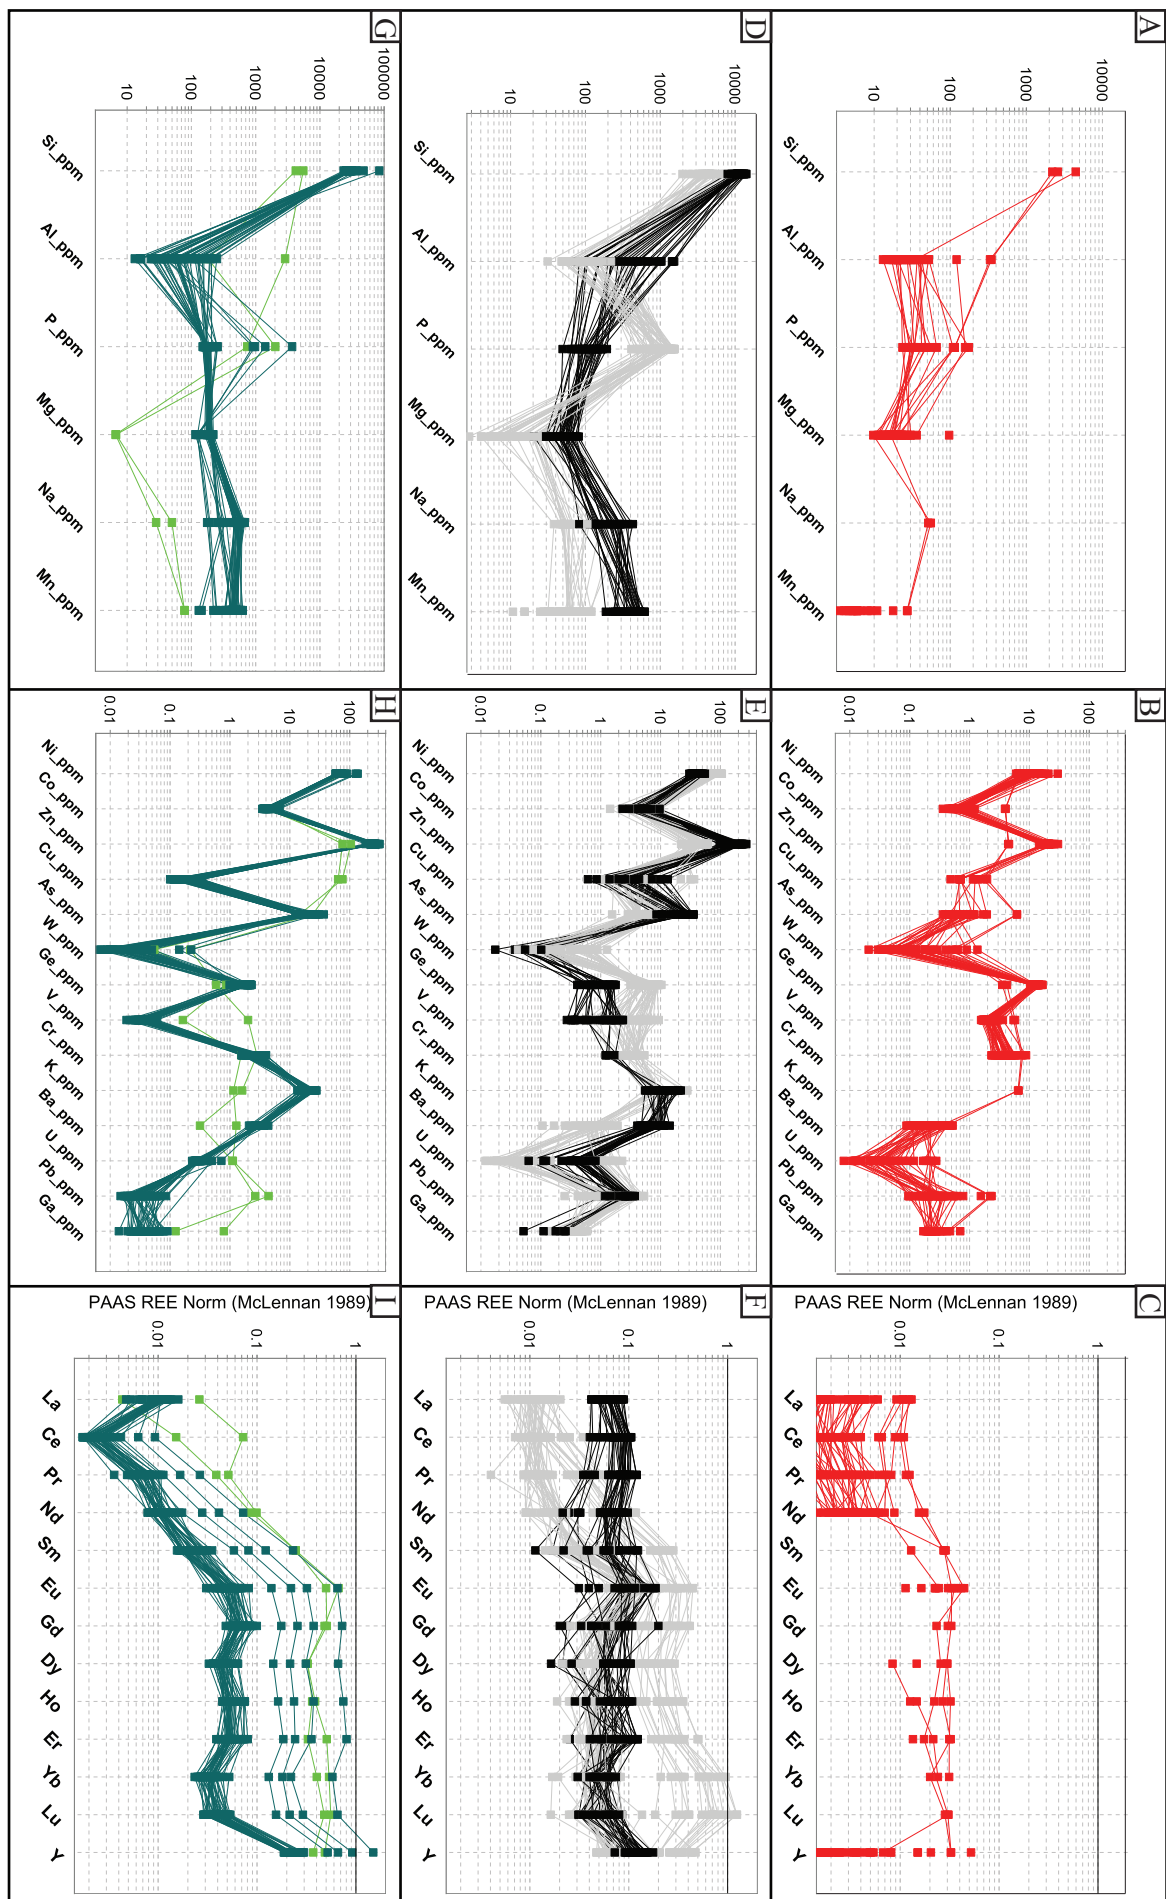 A
10
100
1000
10000
Si_ppm
Al_ppm
P_ppm
Mg_ppm
Na_ppm
Mn_ppm
B
0.01
0.1
1
10
100
Ni_ppm
Co_ppm
Zn_ppm
Cu_ppm
As_ppm
W_ppm
Ge_ppm
V_ppm
Cr_ppm
K_ppm
Ba_ppm
U_ppm
Pb_ppm
Ga_ppm
C
PAAS REE Norm (McLennan 1989)
0.01
0.1
1
La
Ce
Pr
Nd
Sm
Eu
Gd
Dy
Ho
Er
Yb
Lu
Y
D
10
100
1000
10000
Si_ppm
Al_ppm
P_ppm
Mg_ppm
Na_ppm
Mn_ppm
E
0.01
0.1
1
10
100
Ni_ppm
Co_ppm
Zn_ppm
Cu_ppm
As_ppm
W_ppm
Ge_ppm
V_ppm
Cr_ppm
K_ppm
Ba_ppm
U_ppm
Pb_ppm
Ga_ppm
F
PAAS REE Norm (McLennan 1989)
0.01
0.1
1
La
Ce
Pr
Nd
Sm
Eu
Gd
Dy
Ho
Er
Yb
Lu
Y
G
10
100
1000
10000
100000
Si_ppm
Al_ppm
P_ppm
Mg_ppm
Na_ppm
Mn_ppm
H
0.01
0.1
1
10
100
Ni_ppm
Co_ppm
Zn_ppm
Cu_ppm
As_ppm
W_ppm
Ge_ppm
V_ppm
Cr_ppm
K_ppm
Ba_ppm
U_ppm
Pb_ppm
Ga_ppm
I
PAAS REE Norm (McLennan 1989)
0.01
0.1
1
La
Ce
Pr
Nd
Sm
Eu
Gd
Dy
Ho
Er
Yb
Lu
Y